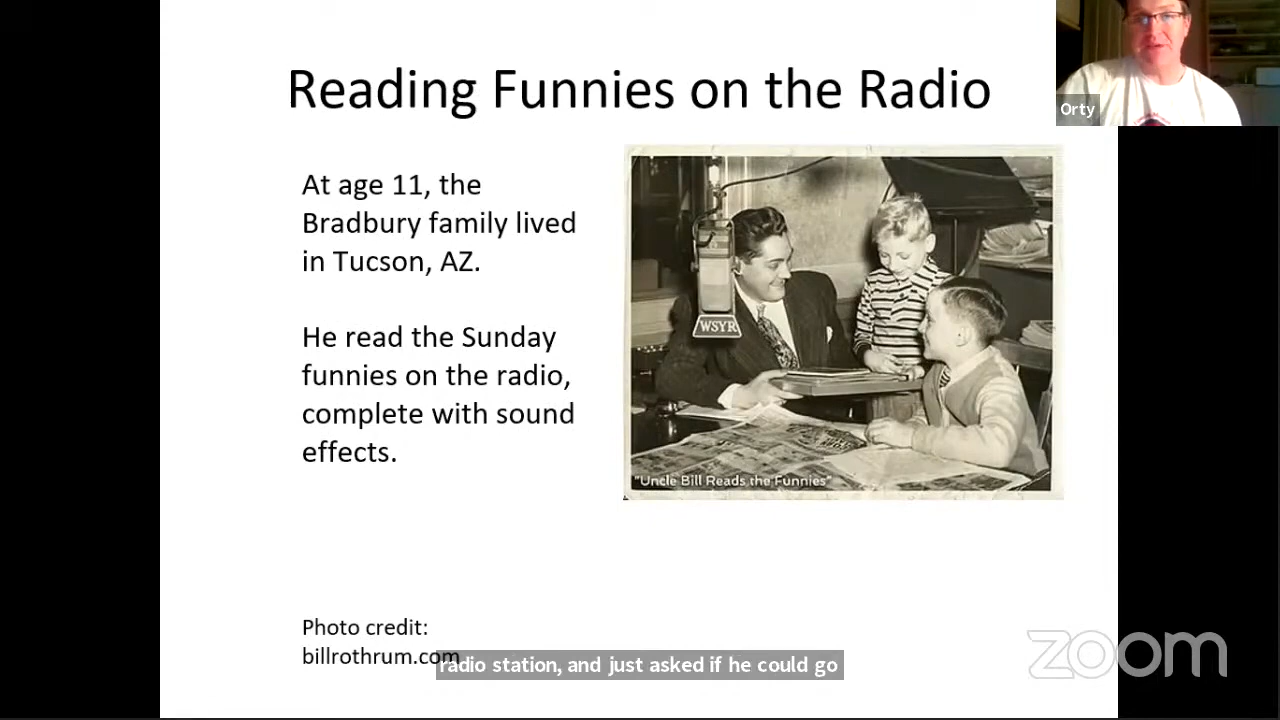 Reading Funnies on the Radio
Orty
At age 11, the
Bradbury family lived
in Tucson, AZ.
He read the Sunday
funnies on the radio,
complete with sound
effects.
WSYR
"Uncle Bill Reads the Funnies"
Photo credit:
billrothrum.com
radio station, and just asked if he could go
zoom